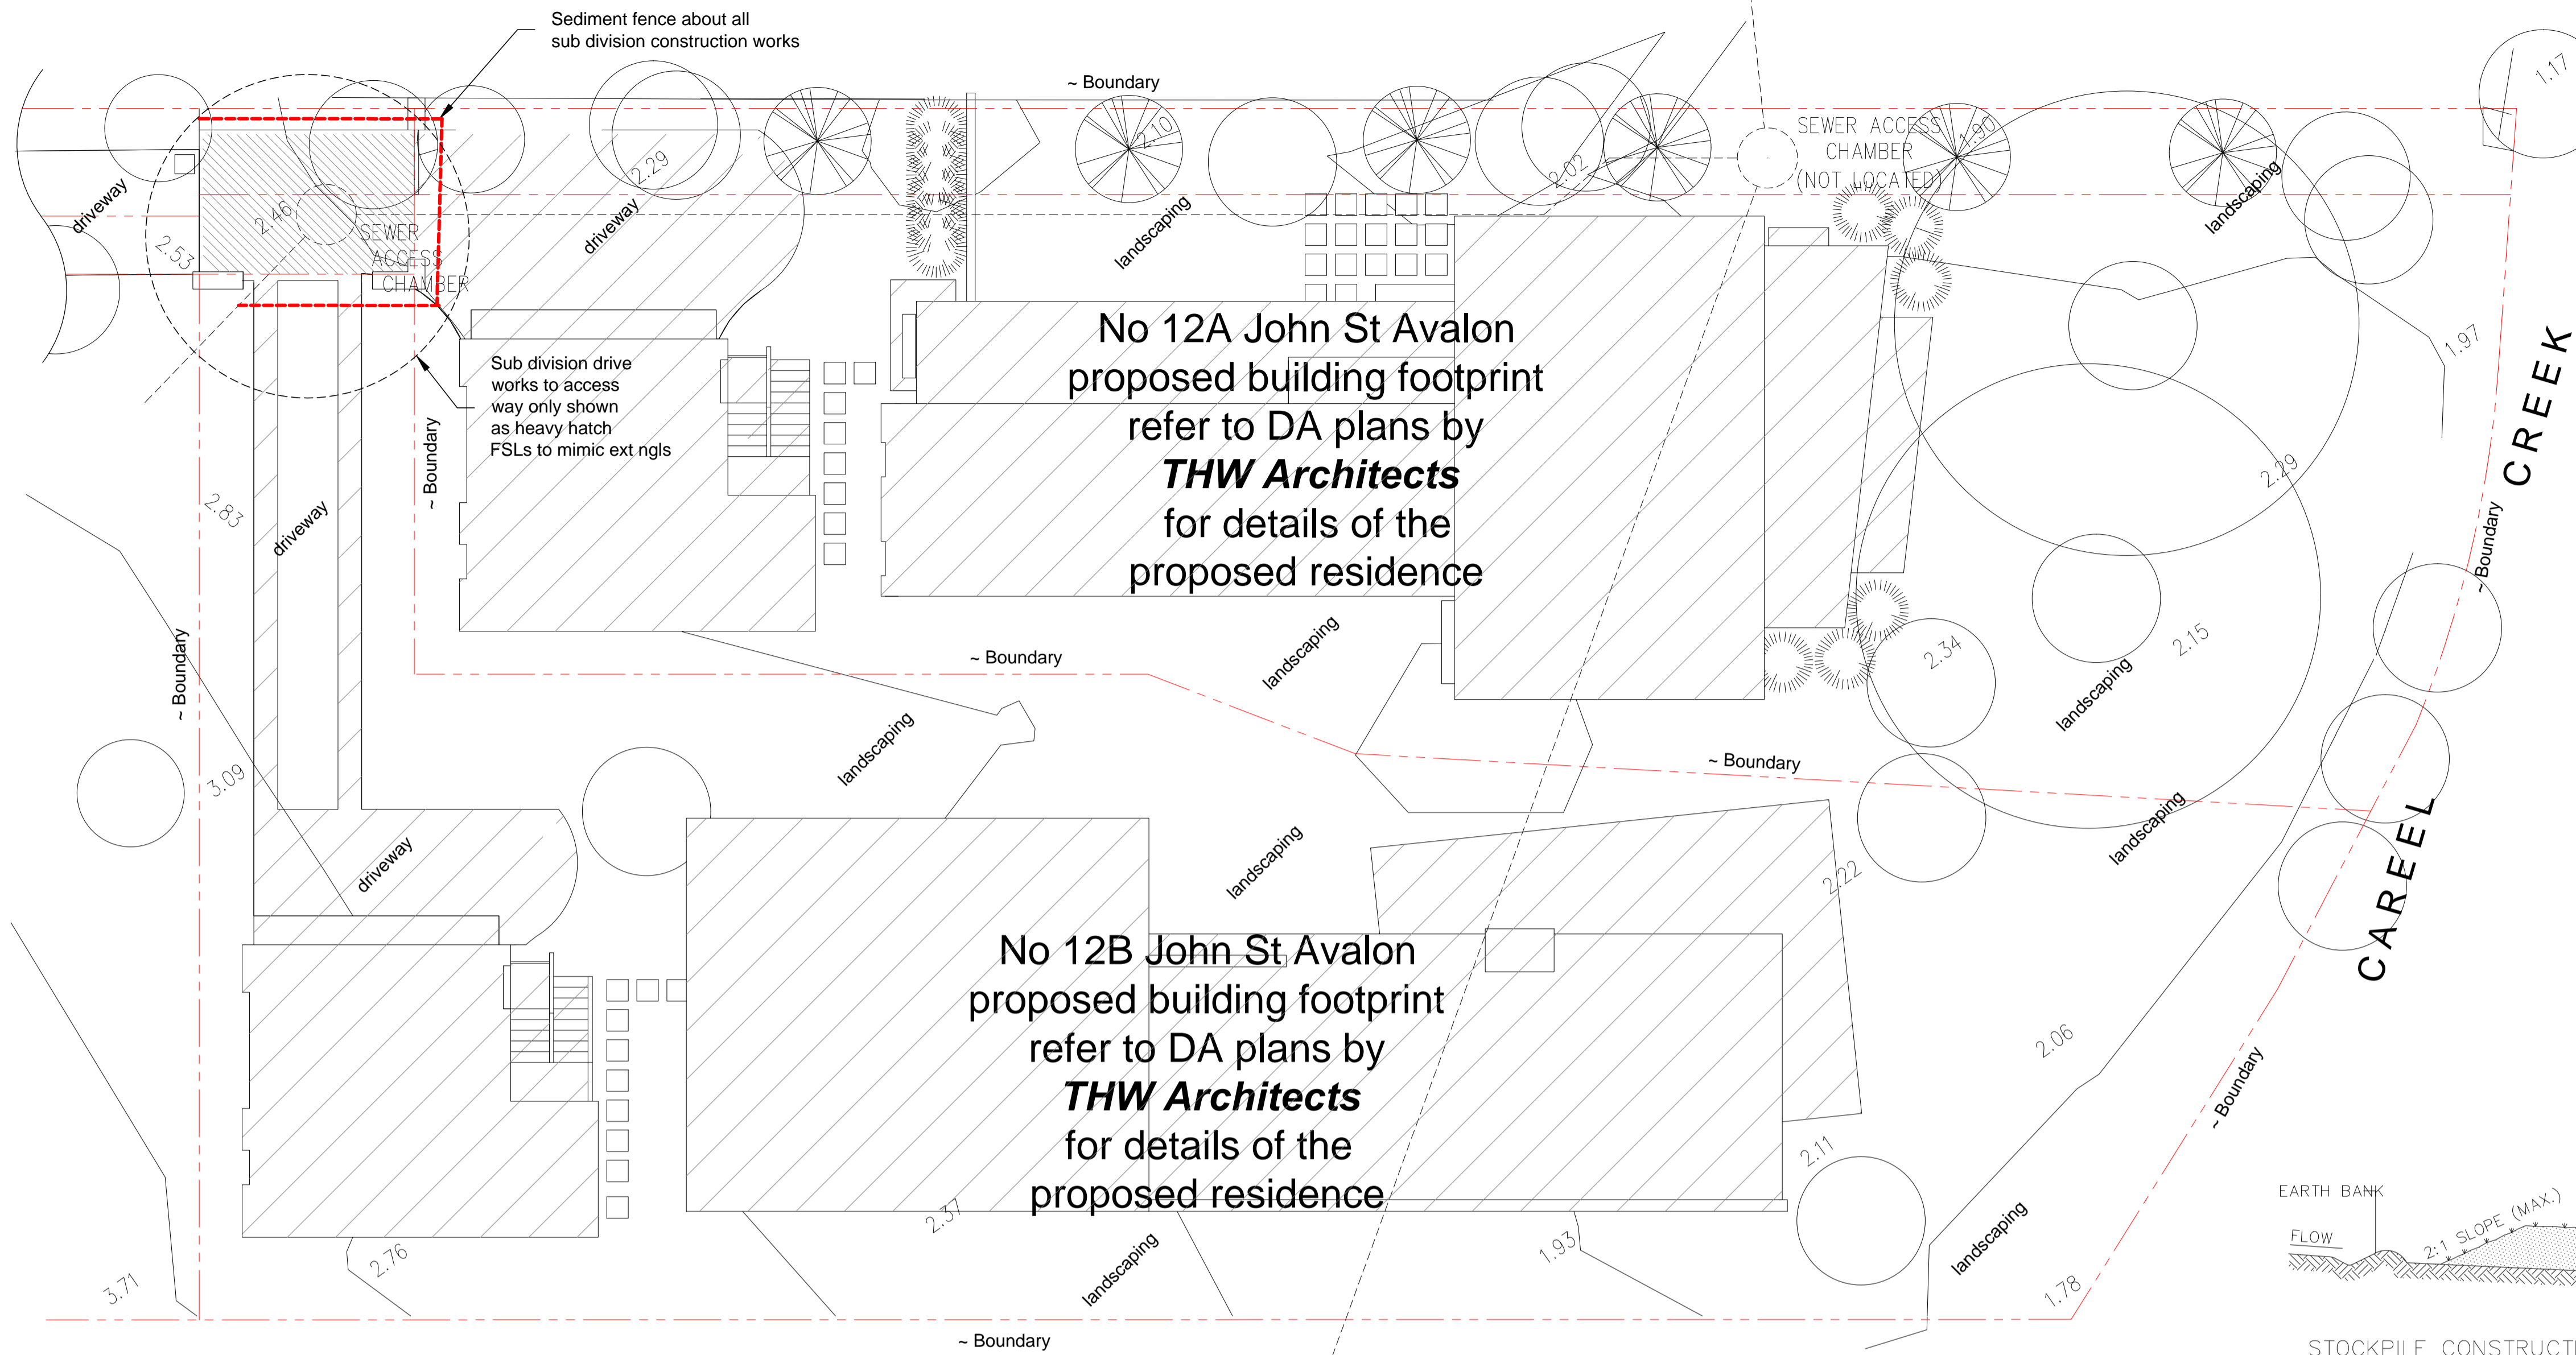 Sediment fence about all
sub division construction works
~ Boundary
1.17
2.10
SEWER ACCESS
CHAMBER
(NOT LOCATED)
1.90
2.02
2.29
driveway
driveway
landscaping
landscaping
2.46
2.53
SEWER
ACCESS
CHAMBER
Sub division drive
works to access
way only shown
as heavy hatch
FSLs to mimic ext ngls
~ Boundary
No 12A John St Avalon
proposed building footprint
refer to DA plans by
THW Architects
for details of the
proposed residence
1.97
CAREEL CREEK
2.29
~ Boundary
2.83
driveway
~ Boundary
~ Boundary
landscaping
2.34
2.15
landscaping
landscaping
~ Boundary
3.09
driveway
landscaping
landscaping
2.22
No 12B John St Avalon
proposed building footprint
refer to DA plans by
THW Architects
for details of the
proposed residence
2.06
~ Boundary
2.11
2.37
2.76
3.71
landscaping
1.93
landscaping
1.78
~ Boundary
EARTH BANK
FLOW
2:1 SLOPE (MAX.)
STOCKPILE CONSTRUCT